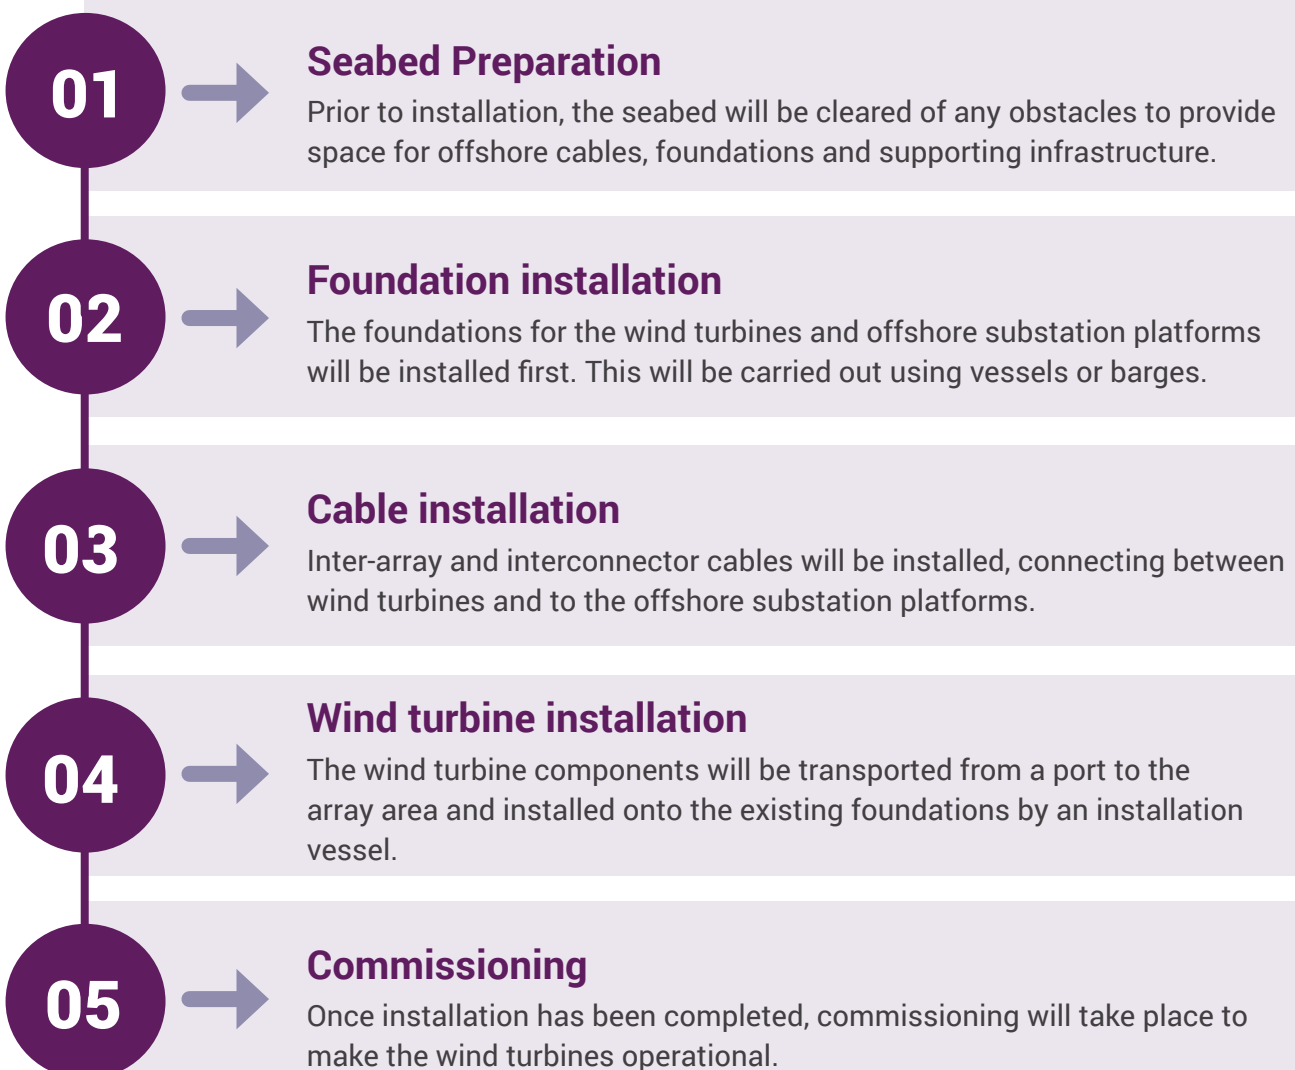 01
Seabed Preparation
Prior to installation, the seabed will be cleared of any obstacles to provide
space for offshore cables, foundations and supporting infrastructure.
02
Foundation installation
The foundations for the wind turbines and offshore substation platforms
will be installed first. This will be carried out using vessels or barges.
03
Cable installation
Inter-array and interconnector cables will be installed, connecting between
wind turbines and to the offshore substation platforms.
04
Wind turbine installation
The wind turbine components will be transported from a port to the
array area and installed onto the existing foundations by an installation
vessel.
05
Commissioning
Once installation has been completed, commissioning will take place to
make the wind turbines operational.